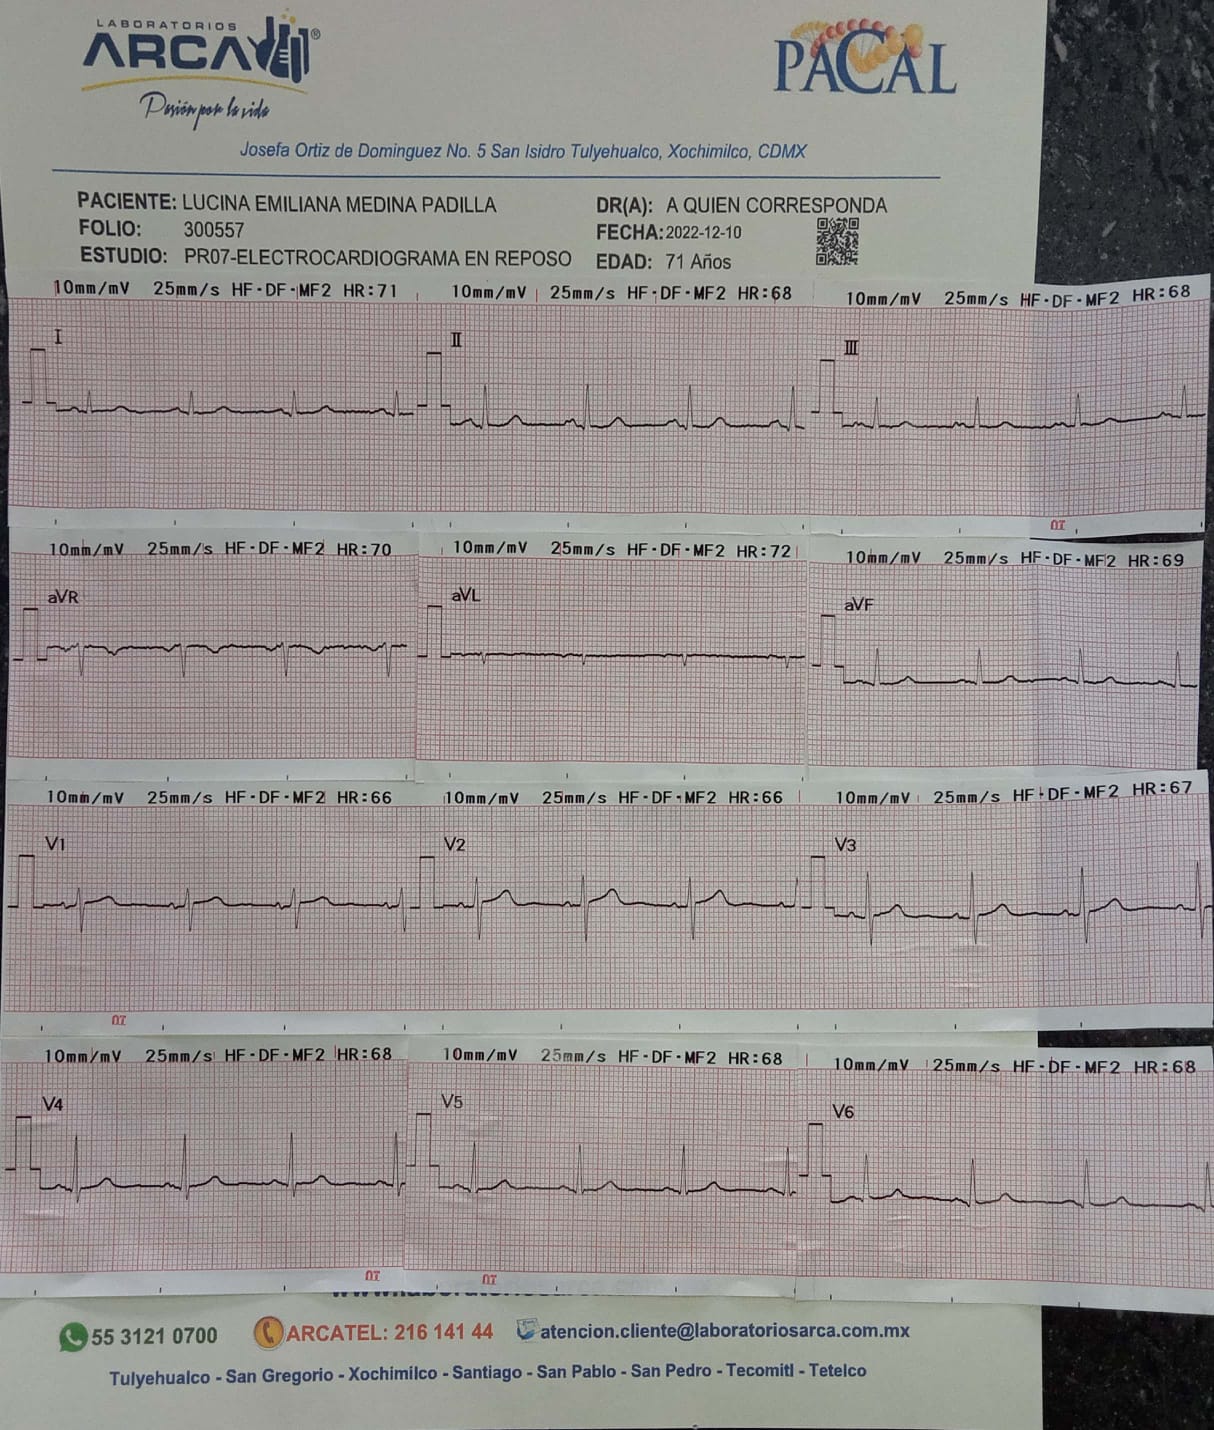 LABORATORIOS
ARCA ®
Pasión por la vida
PACAL
Josefa Ortiz de Dominguez No. 5 San Isidro Tulyehualco, Xochimilco, CDMX
PACIENTE: LUCINA EMILIANA MEDINA PADILLA DR(A): A QUIEN CORRESPONDA
FOLIO: 300557 FECHA: 2022-12-10
ESTUDIO: PR07-ELECTROCARDIOGRAMA EN REPOSO EDAD: 71 Años
10mm/mV 25mm/s HF-DF-MF2 HR:71 10mm/mV 25mm/s HF-DF-MF2 HR:68 10mm/mV 25mm/s HF-DF-MF2 HR:68
I II III
10mm/mV 25mm/s HF-DF-MF2 HR:70 10mm/mV 25mm/s HF-DF-MF2 HR:72 10mm/mV 25mm/s HF-DF-MF2 HR:69
aVR aVL aVF
10mm/mV 25mm/s HF-DF-MF2 HR:66 10mm/mV 25mm/s HF-DF-MF2 HR:66 10mm/mV 25mm/s HF-DF-MF2 HR:67
V1 V2 V3
10mm/mV 25mm/s HF-DF-MF2 HR:68 10mm/mV 25mm/s HF-DF-MF2 HR:68 10mm/mV 25mm/s HF-DF-MF2 HR:68
V4 V5 V6
55 3121 0700 ARCATEL: 216 141 44 atencion.cliente@laboratoriosarca.com.mx
Tulyehualco - San Gregorio - Xochimilco - Santiago - San Pablo - San Pedro - Tecomitl - Tetelco